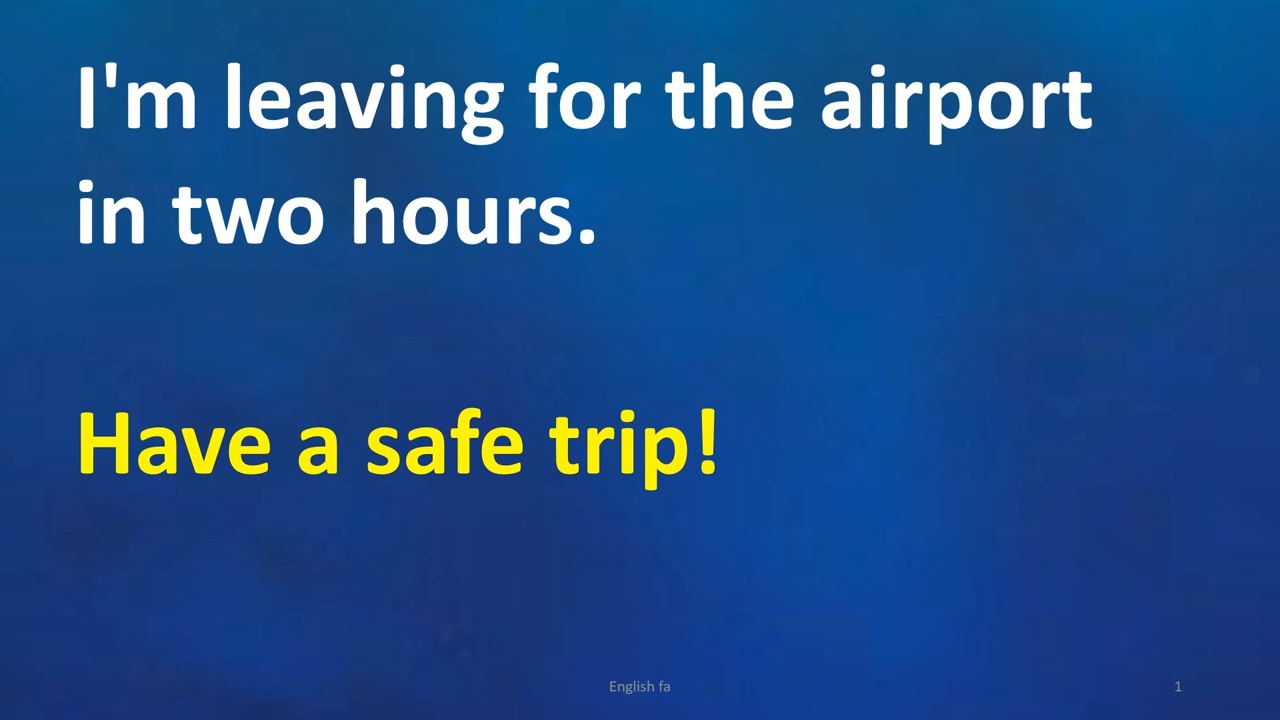 I'm leaving for the airport
in two hours.
Have a safe trip!
English fa
1